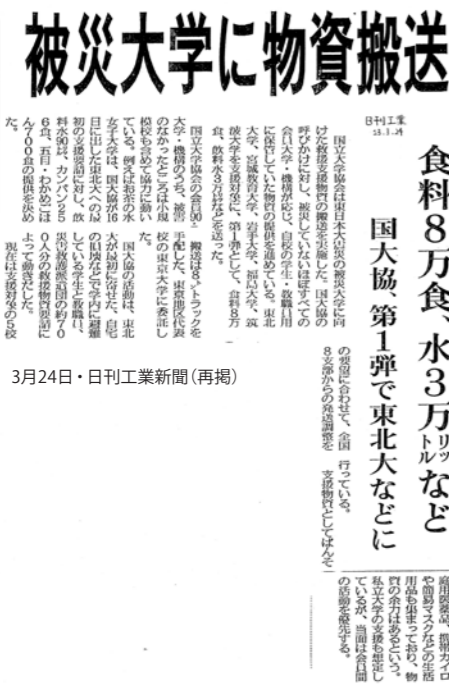 被災大学に物資搬送
日刊工業
23.3.24
食料8万食、水3万リットルなど
国大協、第1弾で東北大などに
国立大学協会は東日本大震災の被災大学に向
けた救援支援物資の搬送を実施した。国大協の
呼びかけに対し、被災していないほぼすべての
会員大学・機構が応じ、自校の学生・教職員用
に保管していた物資の提供を進めている。東北
大学、宮城教育大学、岩手大学、福島大学、筑
波大学を支援対象に、第1弾として、食料8万
食、飲料水3万㍑などを送った。
国立大学協会の会員90
大学・機構のうち、被害
のなかったところは小規
模校も含めて協力に動い
ている。例えばお茶の水
女子大学は、国大協が16
日に出した東北大への最
初の支援要請に対し、飲
料水90㍑、カンパン25
6食、五目・わかめごは
ん700食の提供を決め
た。
搬送は8㌧トラックを
手配した。東京地区代表
校の東京大学に委託し
た。
国大協の活動は、東北
大が最初に寄せた、自宅
の倒壊などで学内に避難
している学生と教職員、
災害救護派遣団の約70
0人分の救援物資要請に
よって動きだした。
現在は支援対象の5校
の要望に合わせて、全国
8支部からの発送調整を
行っている。
支援物資としてばんそ
庭用医薬品、携帯カイロ
や簡易マスクなどの生活
用品も集まっており、物
資の余力はあるという。
私立大学の支援も想定し
ているが、当面は会員間
の活動を優先する。
3月24日・日刊工業新聞（再掲）